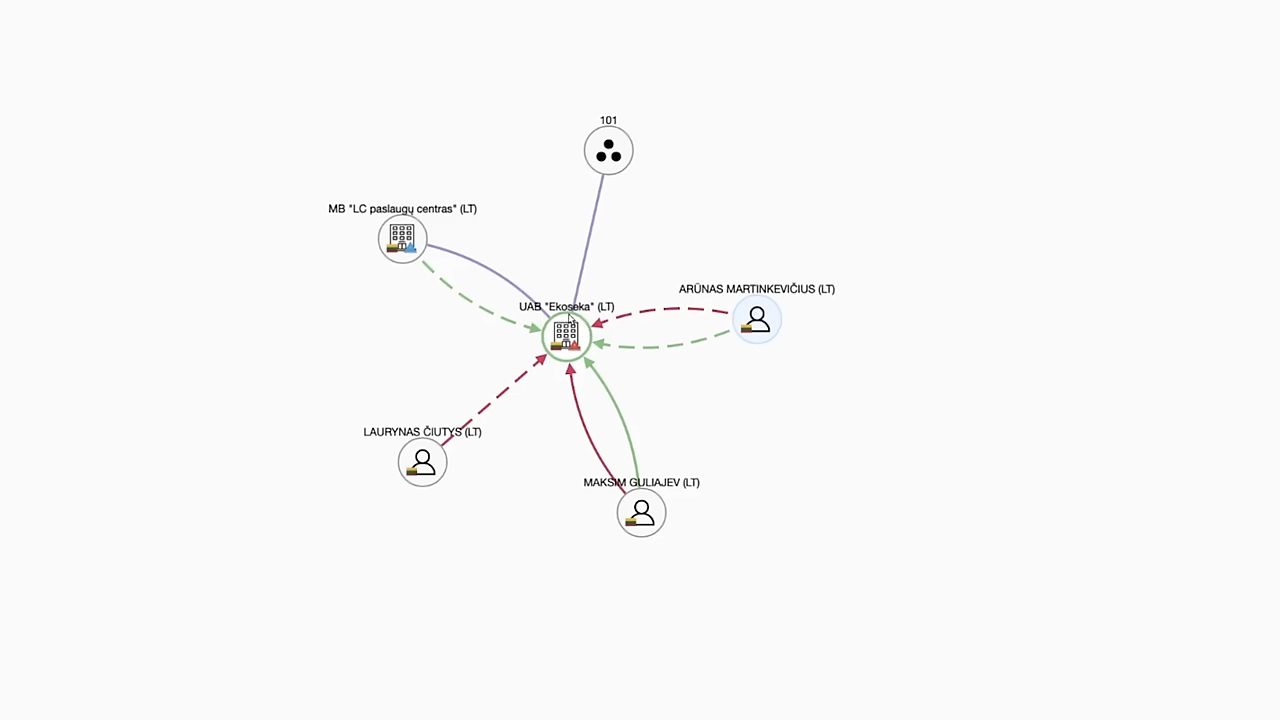 101
MB "LC paslaugų centras" (LT)
ARŪNAS MARTINKEVIČIUS (LT)
UAB "Ekoseka" (LT)
LAURYNAS ČIUTYS (LT)
MAKSIM GULIAJEV (LT)